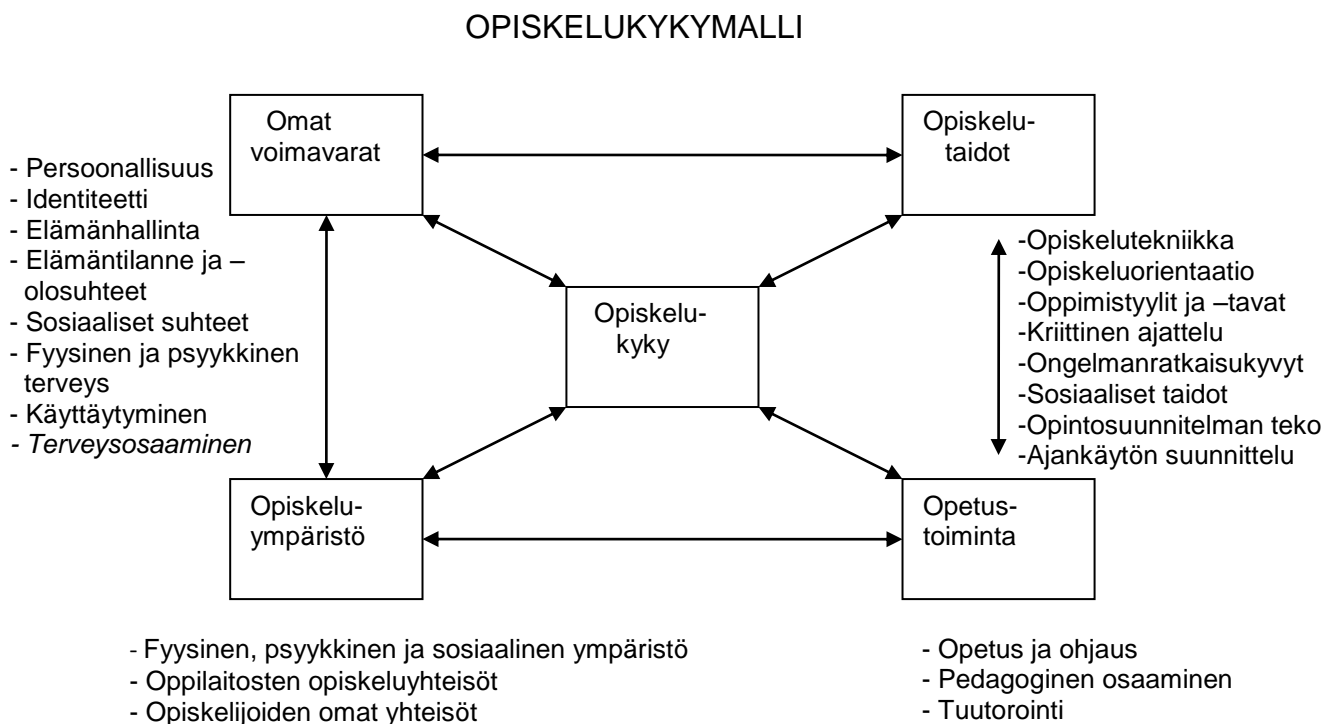 OPISKELUKYKYMALLI
Omat
voimavarat
Opiskelu-
taidot
- Persoonallisuus
- Identiteetti
- Elämänhallinta
- Elämäntilanne ja –
olosuhteet
- Sosiaaliset suhteet
- Fyysinen ja psyykkinen
terveys
- Käyttäytyminen
- Terveysosaaminen
Opiskelu-
kyky
-Opiskelutekniikka
-Opiskeluorientaatio
-Oppimistyylit ja –tavat
-Kriittinen ajattelu
-Ongelmanratkaisukyvyt
-Sosiaaliset taidot
-Opintosuunnitelman teko
-Ajankäytön suunnittelu
Opiskelu-
ympäristö
Opetus-
toiminta
- Fyysinen, psyykkinen ja sosiaalinen ympäristö
- Oppilaitosten opiskeluyhteisöt
- Opiskelijoiden omat yhteisöt
- Opetus ja ohjaus
- Pedagoginen osaaminen
- Tuutorointi